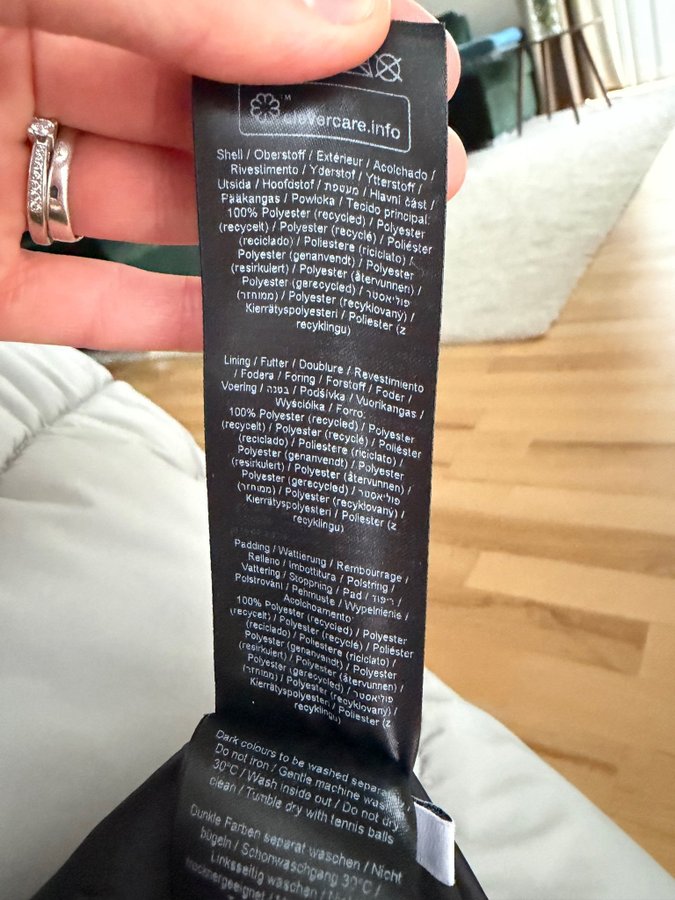 ™
clevercare.info
Shell / Oberstoff / Extérieur / Acolchado /
Rivestimento / Yderstof / Ytterstoff /
Utsida / Hoofdstof / מעטפת / Hlavní část /
Pääkangas / Powłoka / Tecido principal:
100% Polyester (recycled) / Polyester
(recycelt) / Polyester (recyclé) / Poliéster
(reciclado) / Poliestere (riciclato) /
Polyester (genanvendt) / Polyester
(resirkulert) / Polyester (återvunnen) /
Polyester (gerecycled) / פוליאסטר
(ממוחזר) / Polyester (recyklovaný) /
Kierrätyspolyesteri / Poliester (z
recyklingu)
Lining / Futter / Doublure / Revestimiento
/ Fodera / Foring / Forstoff / Foder /
Voering / בטנה / Podšívka / Vuorikangas /
Wyściółka / Forro:
100% Polyester (recycled) / Polyester
(recycelt) / Polyester (recyclé) / Poliéster
(reciclado) / Poliestere (riciclato) /
Polyester (genanvendt) / Polyester
(resirkulert) / Polyester (återvunnen) /
Polyester (gerecycled) / פוליאסטר
(ממוחזר) / Polyester (recyklovaný) /
Kierrätyspolyesteri / Poliester (z
recyklingu)
Padding / Wattierung / Rembourrage /
Relleno / Imbottitura / Polstring /
Vattering / Stoppning / Pad / ריפוד /
Polstrování / Pehmuste / Wypełnienie /
Acolchoamento
100% Polyester (recycled) / Polyester
(recycelt) / Polyester (recyclé) / Poliéster
(reciclado) / Poliestere (riciclato) /
Polyester (genanvendt) / Polyester
(resirkulert) / Polyester (återvunnen) /
Polyester (gerecycled) / פוליאסטר
(ממוחזר) / Polyester (recyklovaný) /
Kierrätyspolyesteri / Poliester (z
recyklingu)
Dark colours to be washed separately /
Do not iron / Gentle machine wash
30°C / Wash inside out / Do not dry
clean / Tumble dry with tennis balls
Dunkle Farben separat waschen / Nicht
bügeln / Schonwaschgang 30°C /
Linksseitig waschen / Nicht
trocknergeeignet /